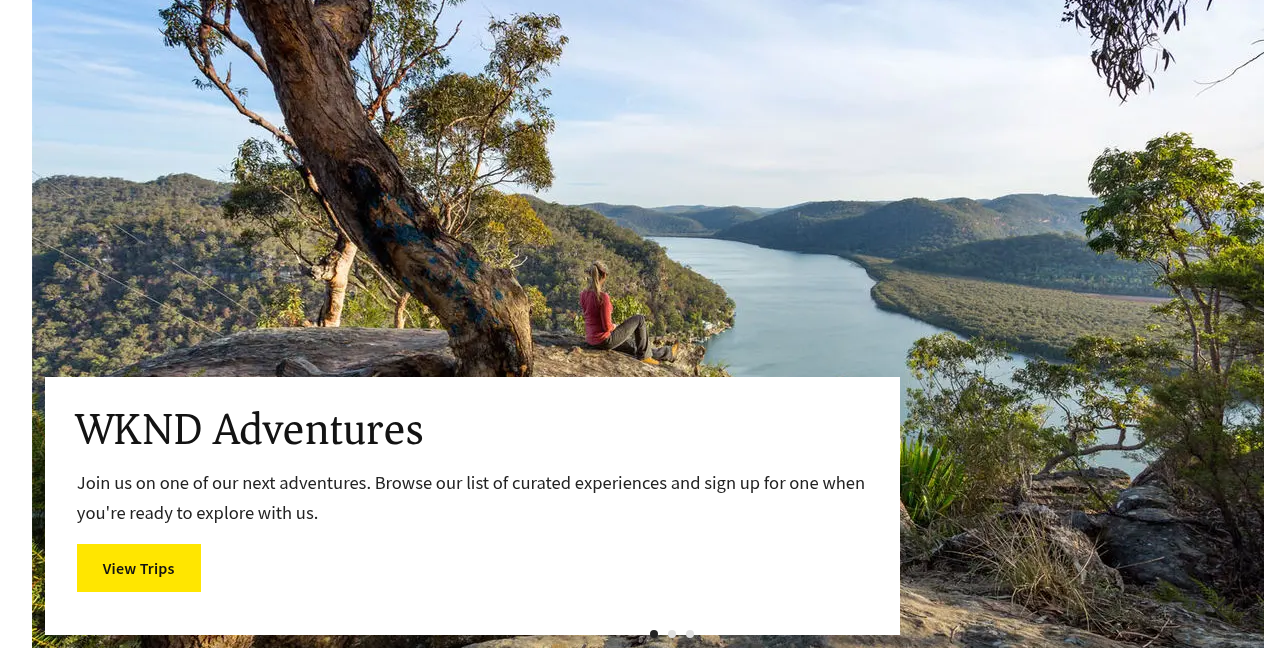 WKND Adventures
Join us on one of our next adventures. Browse our list of curated experiences and sign up for one when
you're ready to explore with us.
View Trips